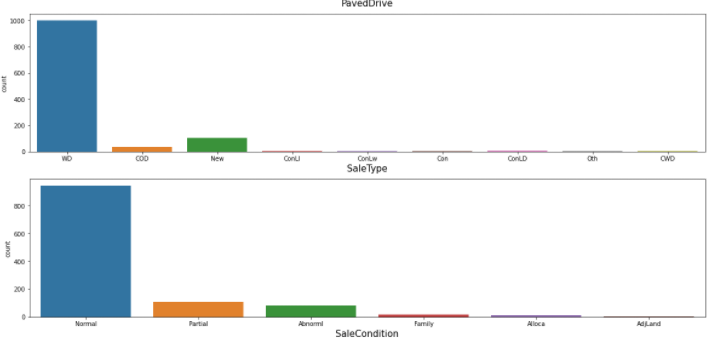 PavedDrive
1000
800
600
400
200
0
count
WD COD New ConLI ConLw Con ConLD Oth CWD
SaleType
800
600
400
200
0
count
Normal Partial Abnorml Family Alloca AdjLand
SaleCondition